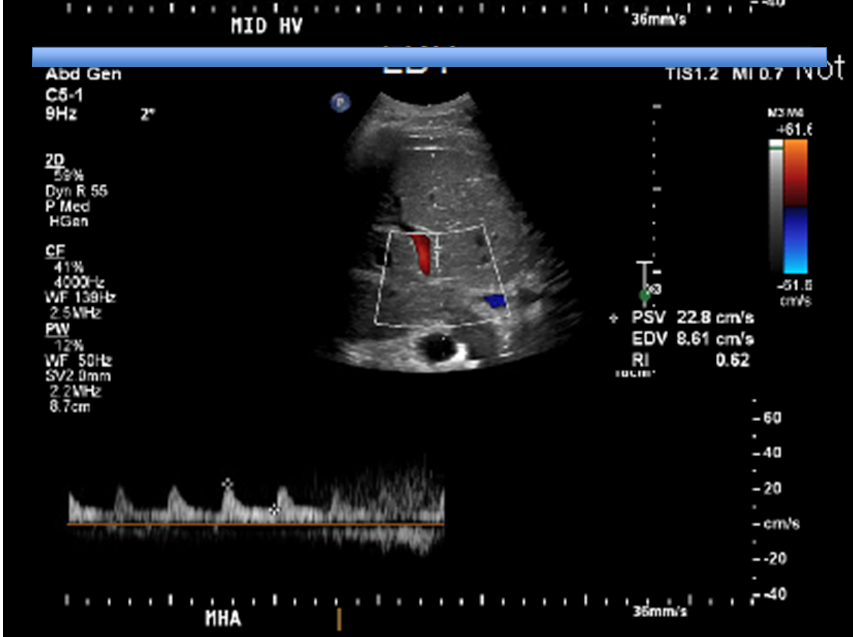 -40
MID HV
36mm/s
Abd Gen
C5-1
9Hz 2"
TIS1.2 MI 0.7 Not
P
M3 M4
+61.6
2D
59%
Dyn R 55
P Med
HGen
CF
41%
4000Hz
WF 139Hz
2.5MHz
PW
12%
WF 50Hz
SV2.0mm
2.2MHz
8.7cm
-61.6
cm/s
PSV 22.8 cm/s
EDV 8.61 cm/s
RI 0.62
60
40
20
cm/s
-20
-40
36mm/s
MHA